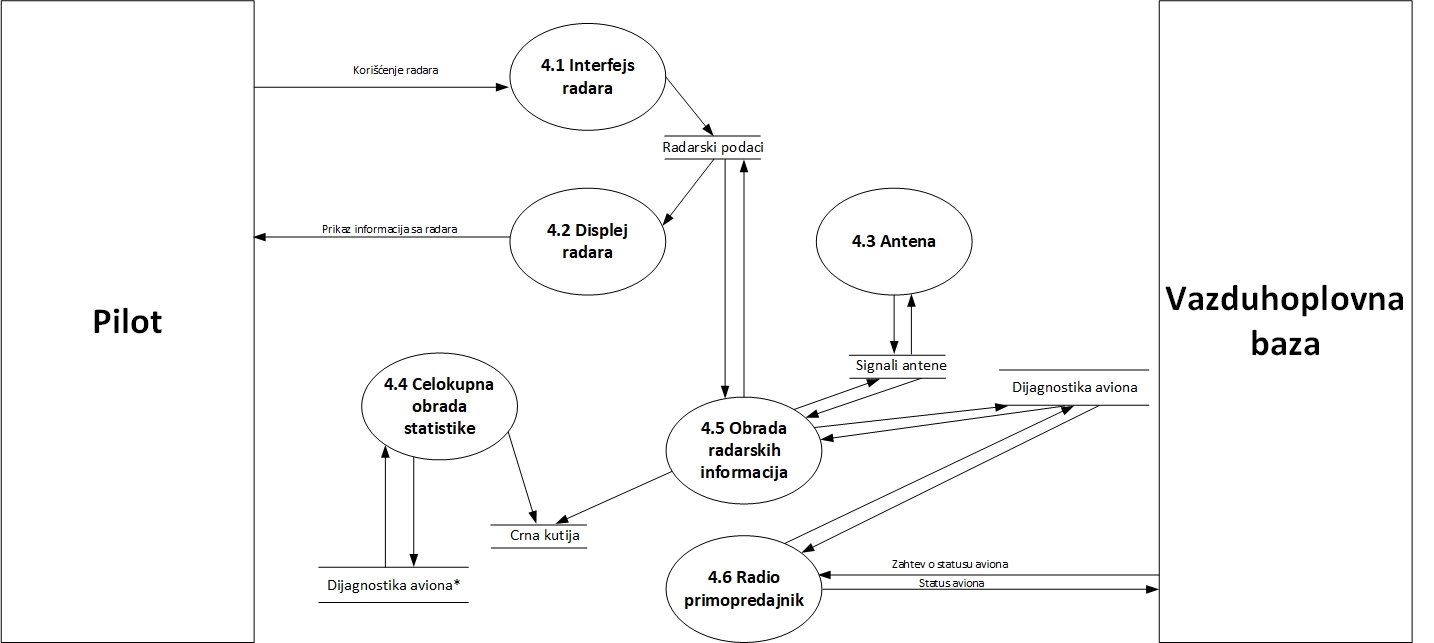 4.1 Interfejs
radara
Korišćenje radara
Radarski podaci
4.2 Displej
radara
Prikaz informacija sa radara
4.3 Antena
Pilot
Vazduhoplovna
baza
Signali antene
Dijagnostika aviona
4.4 Celokupna
obrada
statistike
4.5 Obrada
radarskih
informacija
Crna kutija
Dijagnostika aviona*
4.6 Radio
primopredajnik
Zahtev o statusu aviona
Status aviona